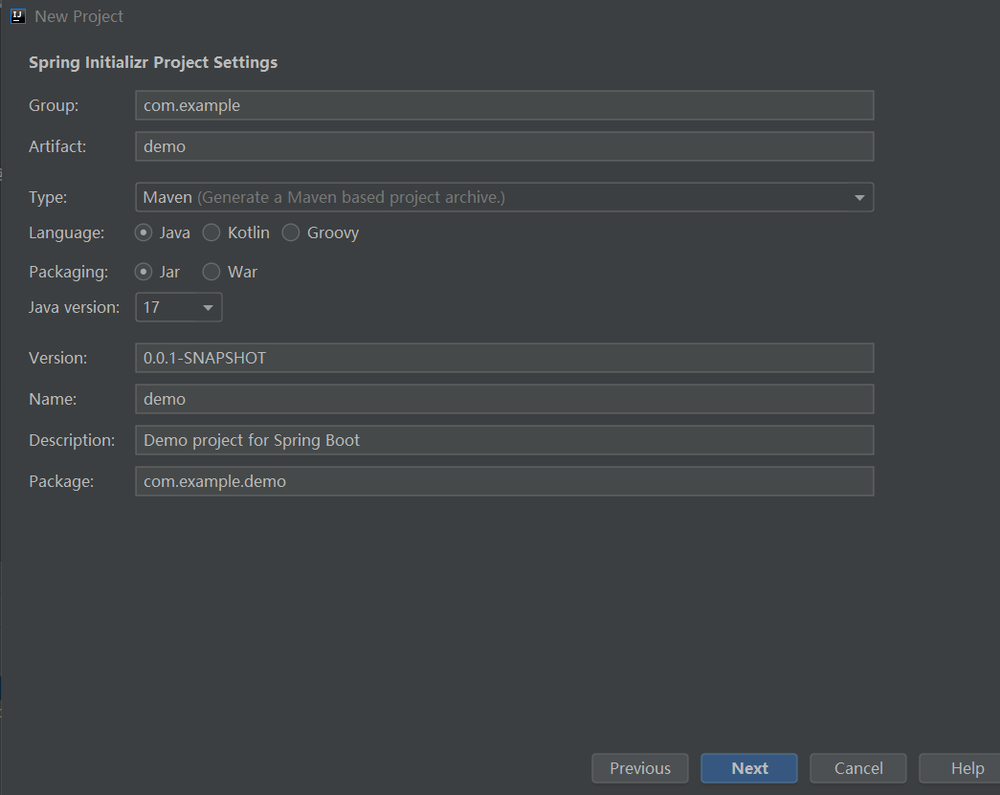 New Project
Spring Initializr Project Settings
Group: com.example
Artifact: demo
Type: Maven (Generate a Maven based project archive.)
Language: Java Kotlin Groovy
Packaging: Jar War
Java version: 17
Version: 0.0.1-SNAPSHOT
Name: demo
Description: Demo project for Spring Boot
Package: com.example.demo
Previous Next Cancel Help